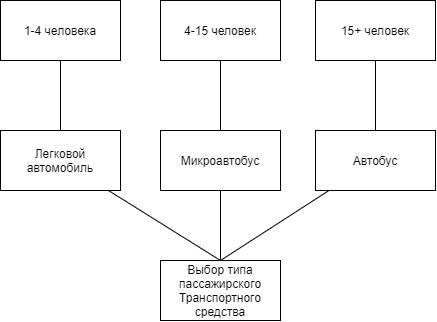 1-4 человека
4-15 человек
15+ человек
Легковой
автомобиль
Микроавтобус
Автобус
Выбор типа
пассажирского
Транспортного
средства